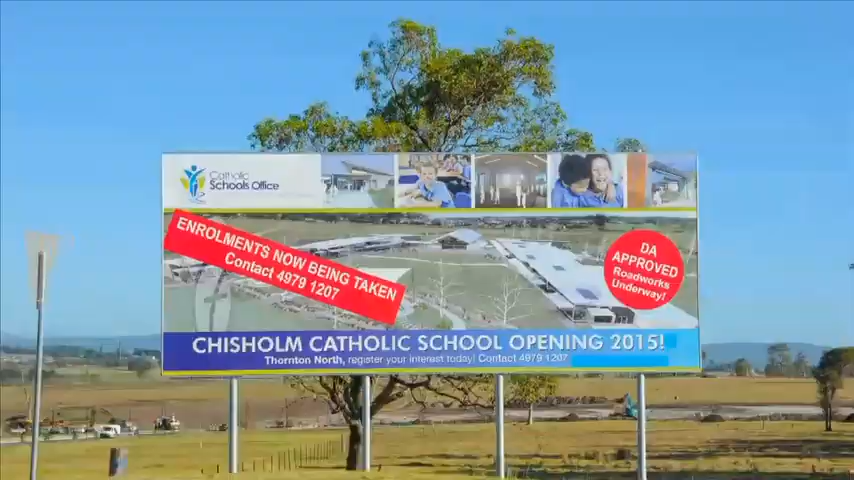 Catholic
Schools Office
ENROLMENTS NOW BEING TAKEN
Contact 4979 1207
DA
APPROVED
Roadworks
Underway!
CHISHOLM CATHOLIC SCHOOL OPENING 2015!
Thornton North, register your interest today! Contact 4979 1207